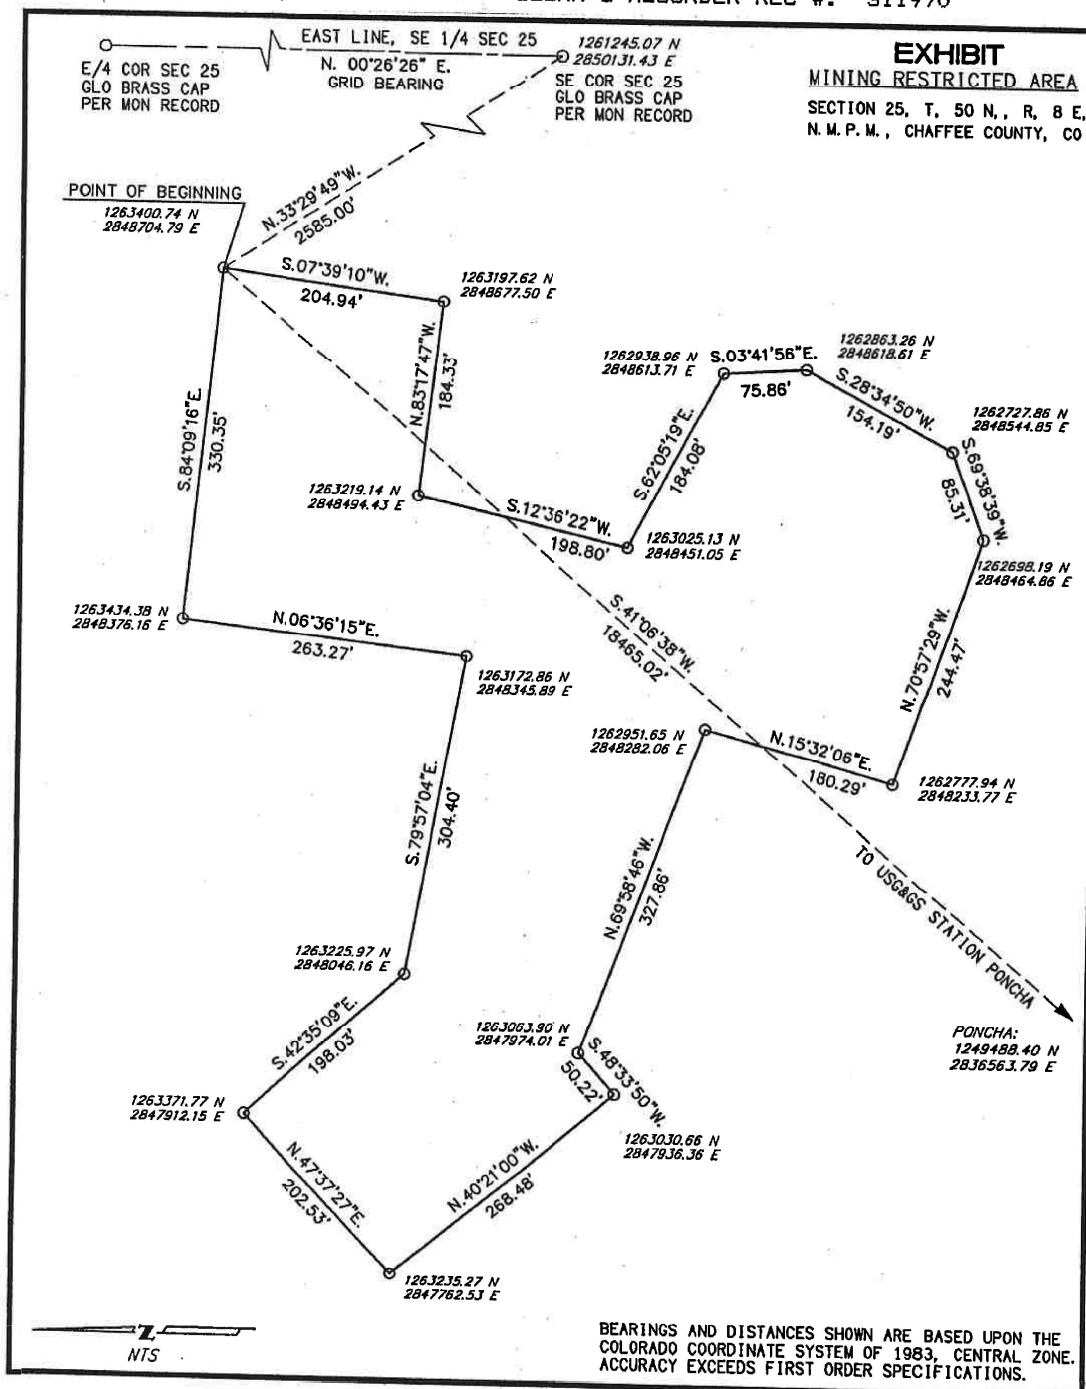 EAST LINE, SE 1/4 SEC 25
N. 00°26'26" E.
GRID BEARING
E/4 COR SEC 25
GLO BRASS CAP
PER MON RECORD
1261245.07 N
2850131.43 E
SE COR SEC 25
GLO BRASS CAP
PER MON RECORD
EXHIBIT
MINING RESTRICTED AREA
SECTION 25, T, 50 N,, R, 8 E,
N.M.P.M., CHAFFEE COUNTY, CO
POINT OF BEGINNING
1263400.74 N
2848704.79 E
N.33°29'49"W.
2585.00'
S.07°39'10"W.
204.94'
1263197.62 N
2848677.50 E
N.83°17'47"W.
184.33'
S.84°09'16"E.
330.35'
1263219.14 N
2848494.43 E
S.12°36'22"W.
198.80'
1263025.13 N
2848451.05 E
S.62°05'19"E.
184.08'
1262938.96 N
2848613.71 E
S.03°41'56"E.
75.86'
1262863.26 N
2848618.61 E
S.28°34'50"W.
154.19'
1262727.86 N
2848544.85 E
S.69°38'39"W.
85.31'
1262698.19 N
2848464.86 E
N.70°57'29"W.
244.47'
1262777.94 N
2848233.77 E
N.15°32'06"E.
180.29'
1262951.65 N
2848282.06 E
S.41°06'38"W.
18465.02'
TO USC&GS STATION PONCHA
PONCHA:
1249488.40 N
2836563.79 E
1263434.38 N
2848376.16 E
N.06°36'15"E.
263.27'
1263172.86 N
2848345.89 E
S.79°57'04"E.
304.40'
1263225.97 N
2848046.16 E
S.42°35'09"E.
198.03'
1263371.77 N
2847912.15 E
N.47°37'27"E.
202.53'
1263235.27 N
2847762.53 E
N.40°21'00"W.
268.48'
1263030.66 N
2847936.36 E
S.48°33'50"W.
50.22'
1263063.90 N
2847974.01 E
N.69°58'46"W.
327.86'
Z
NTS
BEARINGS AND DISTANCES SHOWN ARE BASED UPON THE
COLORADO COORDINATE SYSTEM OF 1983, CENTRAL ZONE.
ACCURACY EXCEEDS FIRST ORDER SPECIFICATIONS.